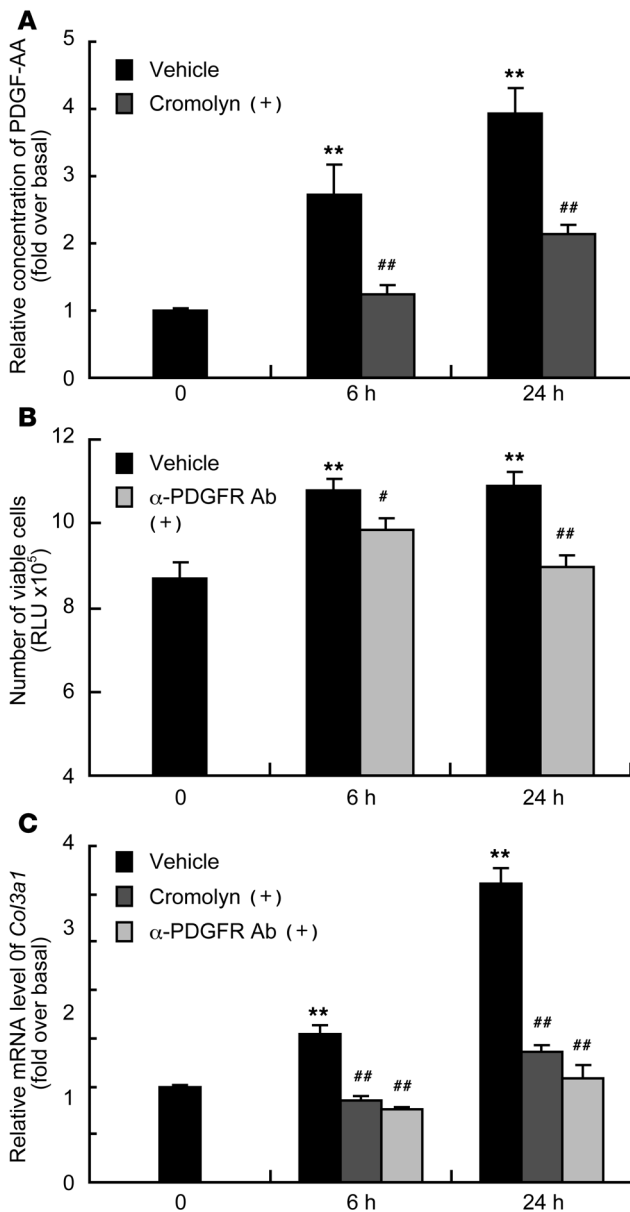 A
Relative concentration of PDGF-AA
(fold over basal)
5
4
3
2
1
0
Vehicle
Cromolyn (+)
**
##
**
##
0
6 h
24 h
B
Number of viable cells
(RLU x10⁵)
12
10
8
6
4
Vehicle
α-PDGFR Ab
(+)
**
#
**
##
0
6 h
24 h
C
Relative mRNA level 0f Col3a1
(fold over basal)
4
3
2
1
0
Vehicle
Cromolyn (+)
α-PDGFR Ab (+)
**
##
##
**
##
##
0
6 h
24 h